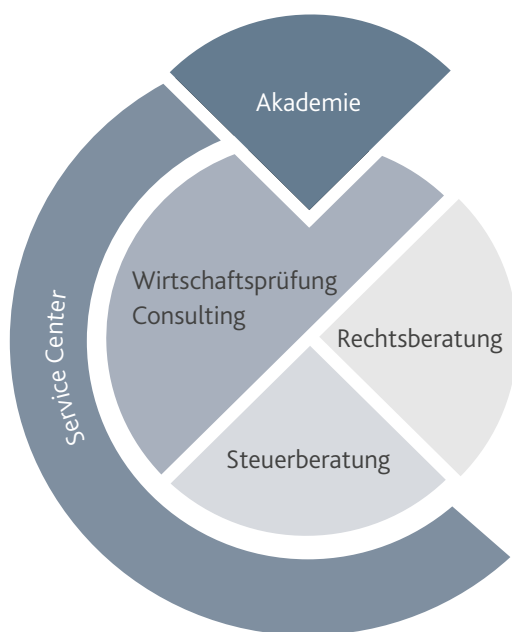 Akademie
Wirtschaftsprüfung
Consulting
Rechtsberatung
Service Center
Steuerberatung